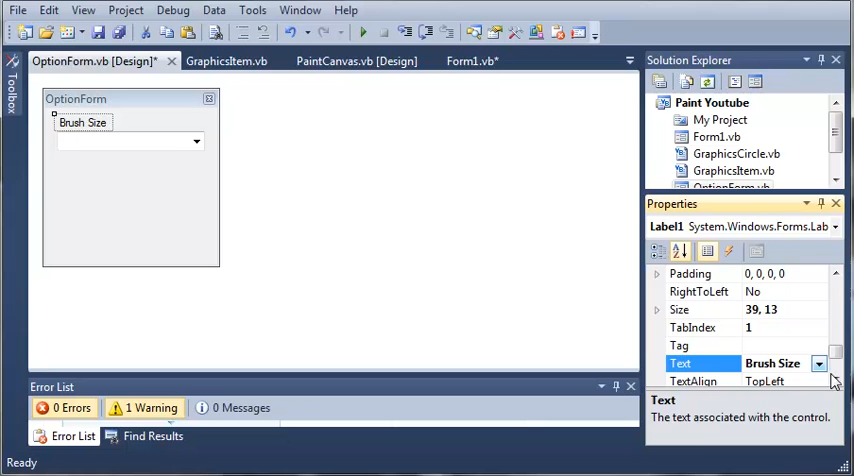 File Edit View Project Debug Data Tools Window Help
OptionForm.vb [Design]* GraphicsItem.vb PaintCanvas.vb [Design] Form1.vb*
Toolbox
OptionForm
Brush Size
Solution Explorer
Paint Youtube
My Project
Form1.vb
GraphicsCircle.vb
GraphicsItem.vb
OptionForm.vb
Properties
Label1 System.Windows.Forms.Lab
Padding 0, 0, 0, 0
RightToLeft No
Size 39, 13
TabIndex 1
Tag
Text Brush Size
TextAlign TopLeft
Text
The text associated with the control.
Error List
0 Errors 1 Warning 0 Messages
Error List Find Results
Ready